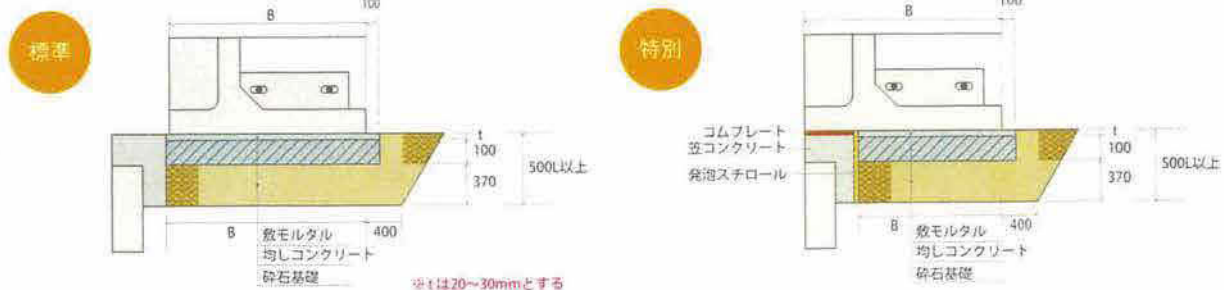 標準
B
100
t
100
370
500L以上
B
400
敷モルタル
均しコンクリート
砕石基礎
※tは20〜30mmとする
特別
B
100
ゴムプレート
笠コンクリート
発泡スチロール
t
100
370
500L以上
B
400
敷モルタル
均しコンクリート
砕石基礎